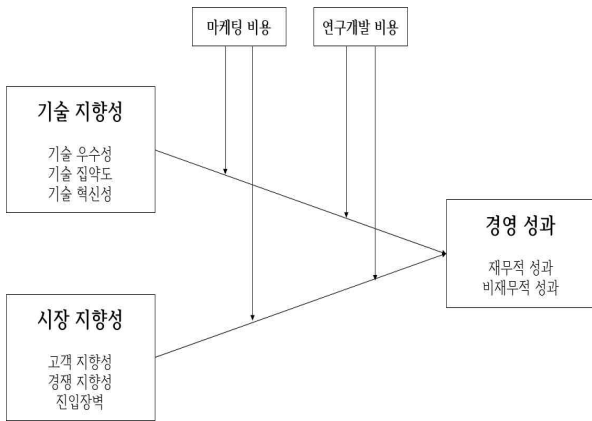 마케팅 비용
연구개발 비용
기술 지향성
기술 우수성
기술 집약도
기술 혁신성
경영 성과
재무적 성과
비재무적 성과
시장 지향성
고객 지향성
경쟁 지향성
진입장벽